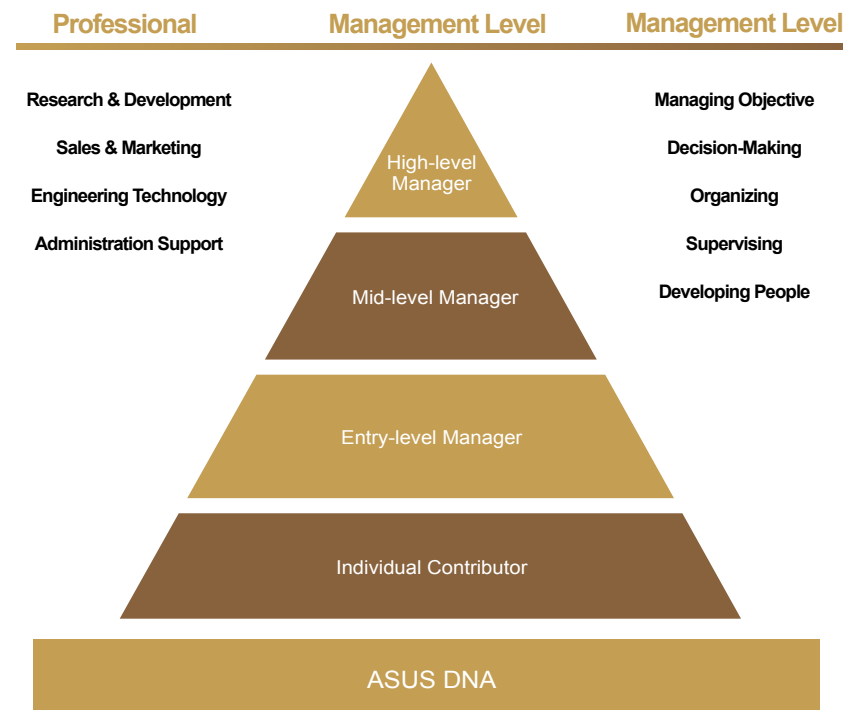 Professional
Management Level
Management Level
Research & Development
Sales & Marketing
Engineering Technology
Administration Support
High-level
Manager
Mid-level Manager
Entry-level Manager
Individual Contributor
ASUS DNA
Managing Objective
Decision-Making
Organizing
Supervising
Developing People